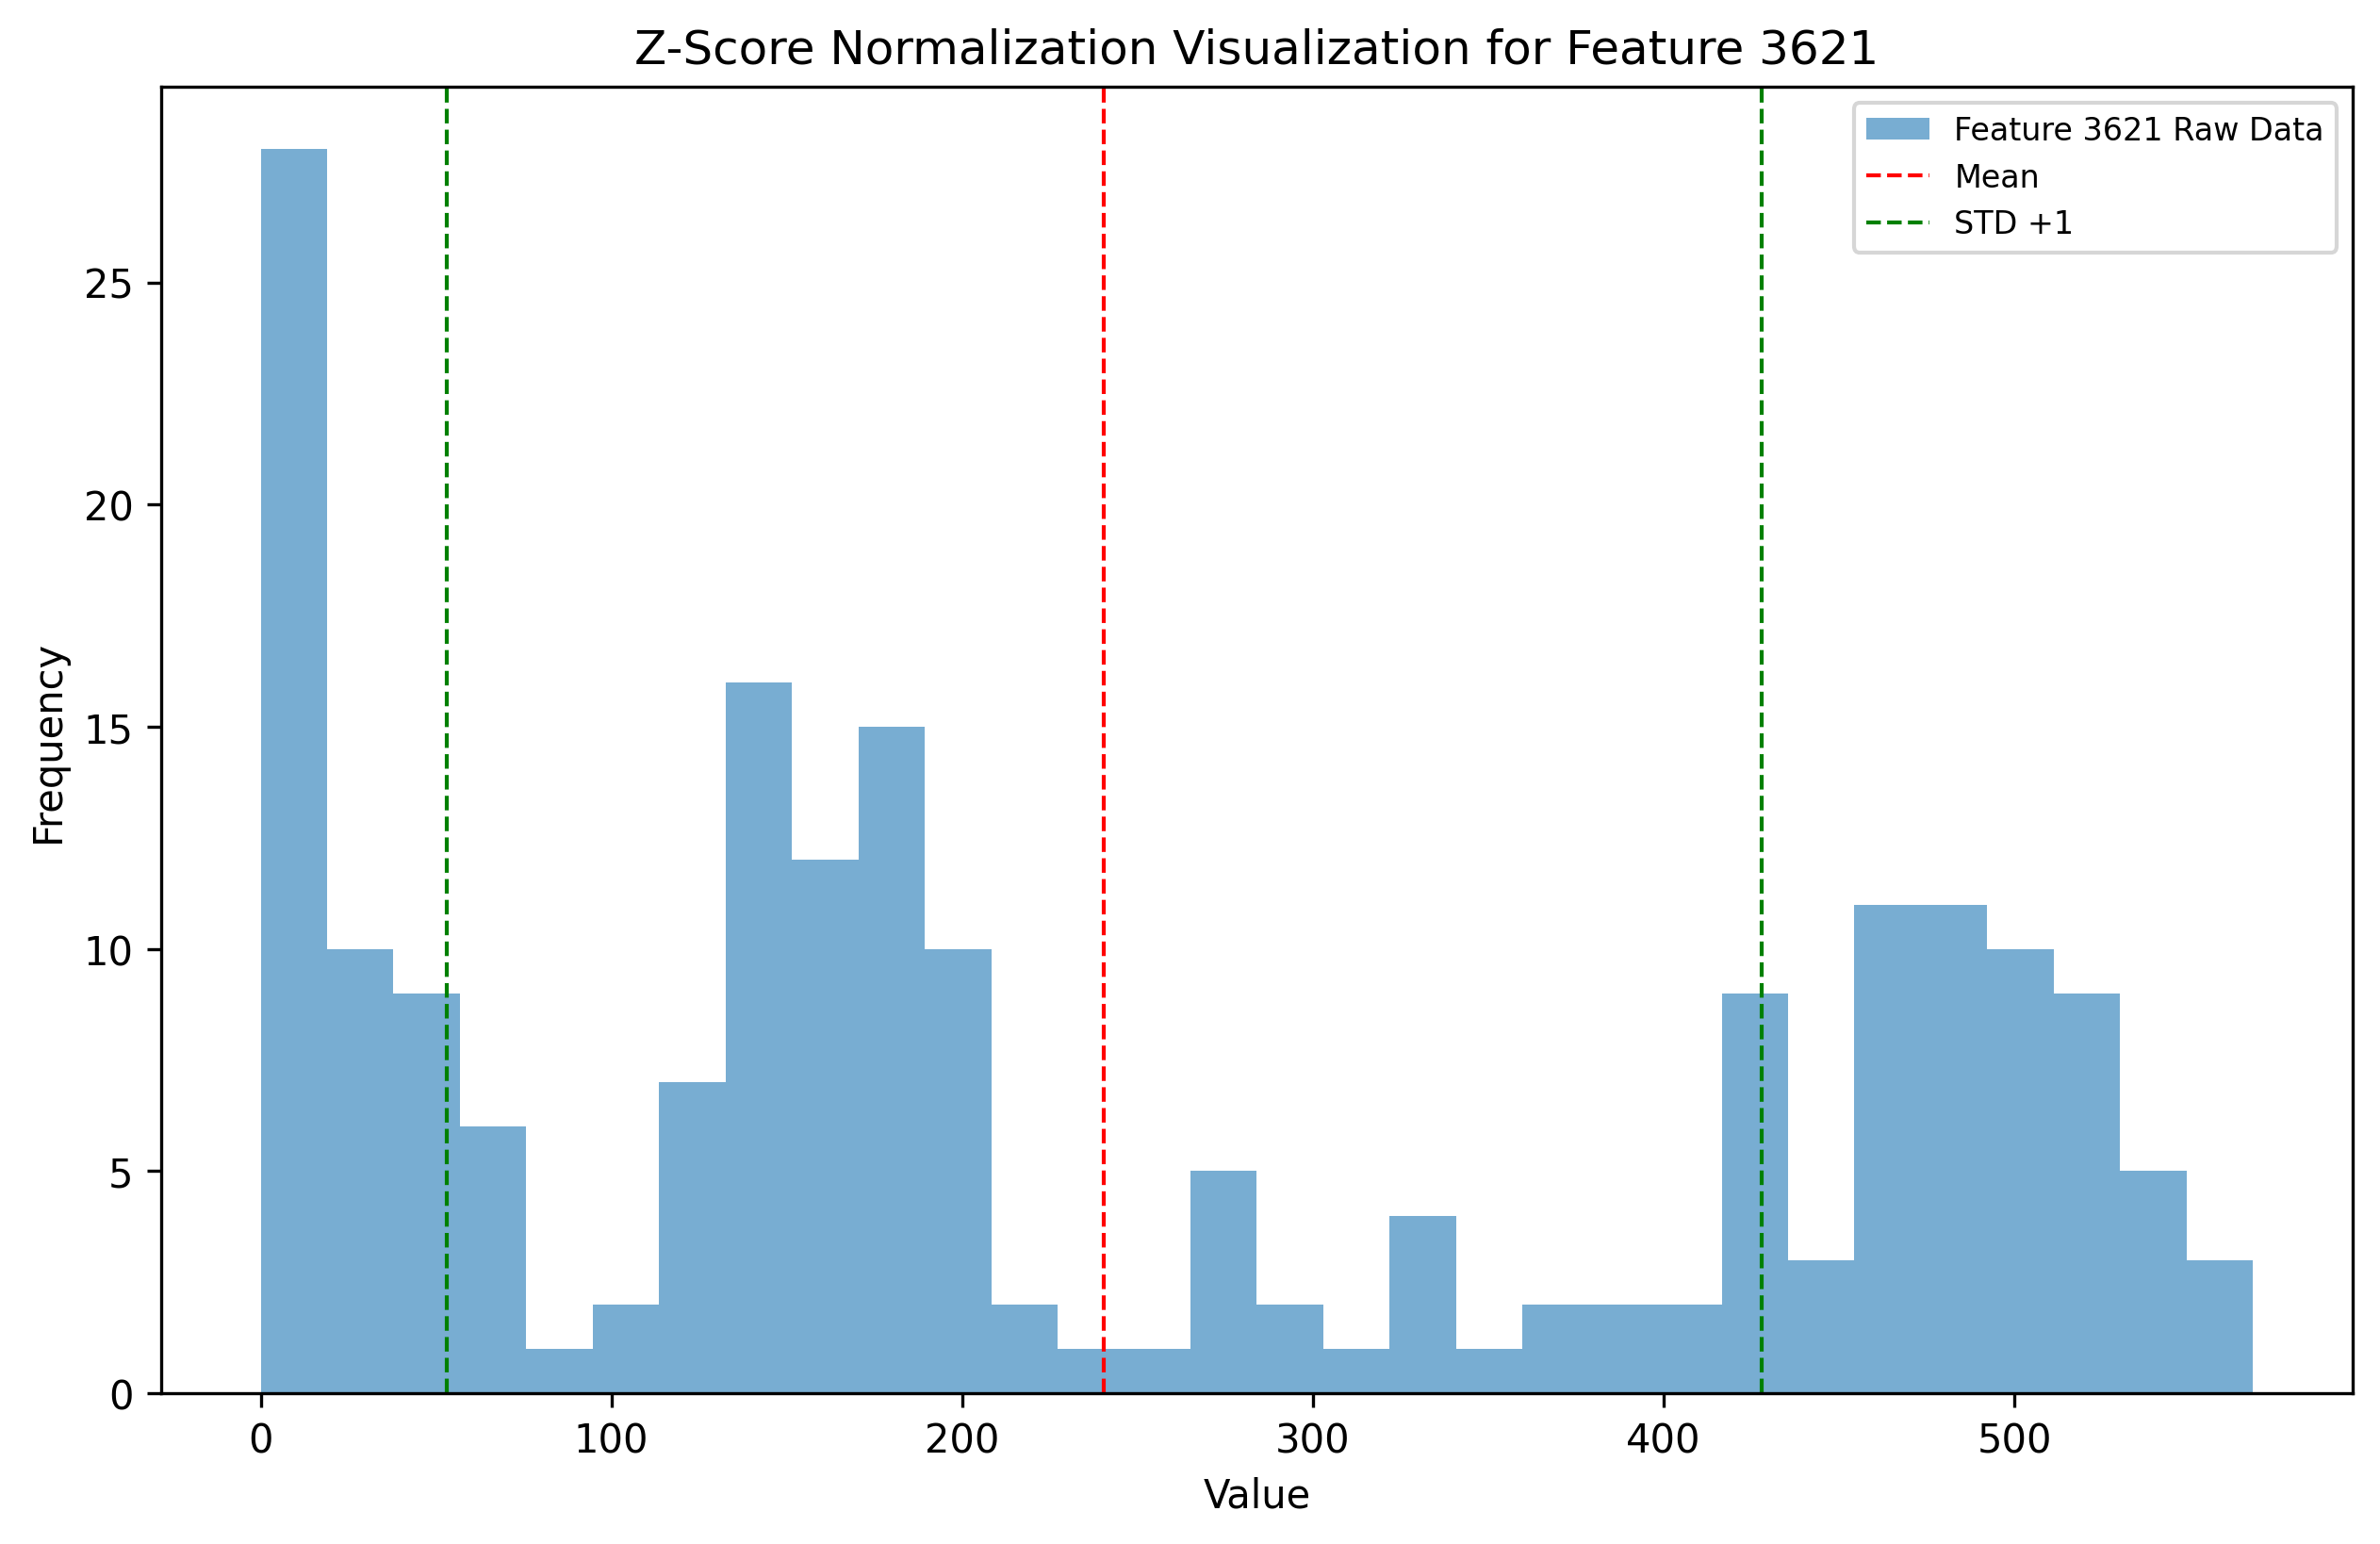 Z-Score Normalization Visualization for Feature 3621
Feature 3621 Raw Data
Mean
STD +1
25
20
15
10
5
0
Frequency
0 100 200 300 400 500
Value